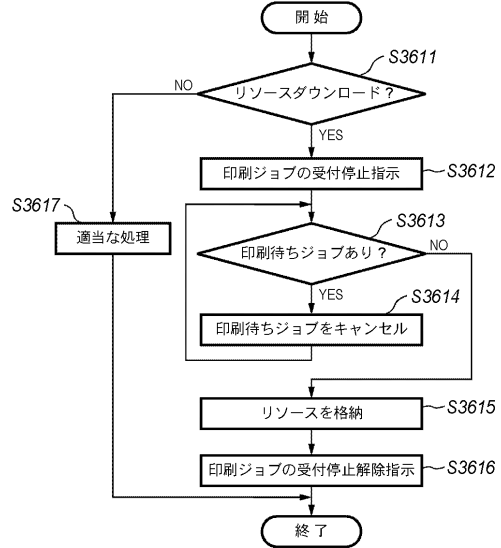 開 始
S3611
リソースダウンロード？
NO
YES
S3612
印刷ジョブの受付停止指示
S3617
適当な処理
S3613
印刷待ちジョブあり？
NO
YES
S3614
印刷待ちジョブをキャンセル
S3615
リソースを格納
S3616
印刷ジョブの受付停止解除指示
終 了